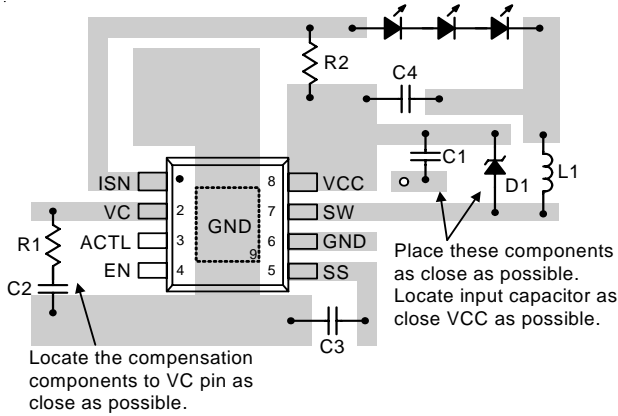 R2
C4
ISN
8
VCC
C1
D1
L1
VC
2
GND
7
SW
R1
ACTL
3
6
GND
EN
4
9
5
SS
C2
C3
Place these components
as close as possible.
Locate input capacitor as
close VCC as possible.
Locate the compensation
components to VC pin as
close as possible.